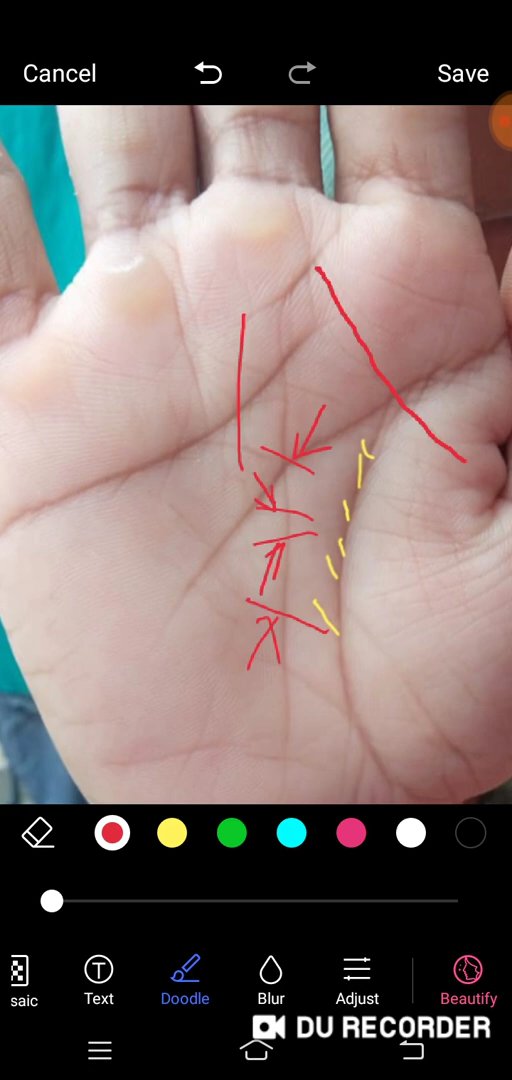 Cancel
Save
saic
Text
Doodle
Blur
Adjust
Beautify
DU RECORDER